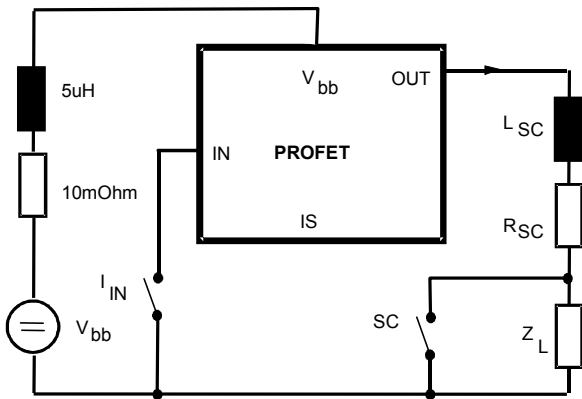 5uH
10mOhm
V bb
V bb
OUT
IN
PROFET
IS
I IN
SC
L SC
R SC
Z L